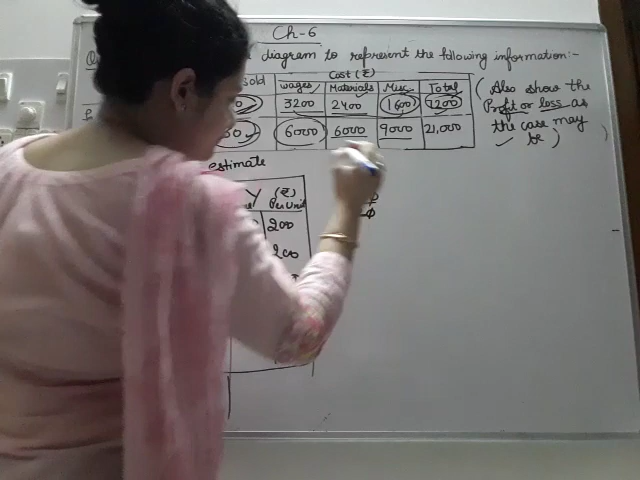 Ch-6
diagram to represent the following information:-
sold Cost (₹)
wages Materials Misc. Total
3200 2400 1600 7200
30 6000 6000 9000 21,000
(Also show the
Profit or loss as
the case may
be)
estimate
Y (₹)
Per Unit
200
200